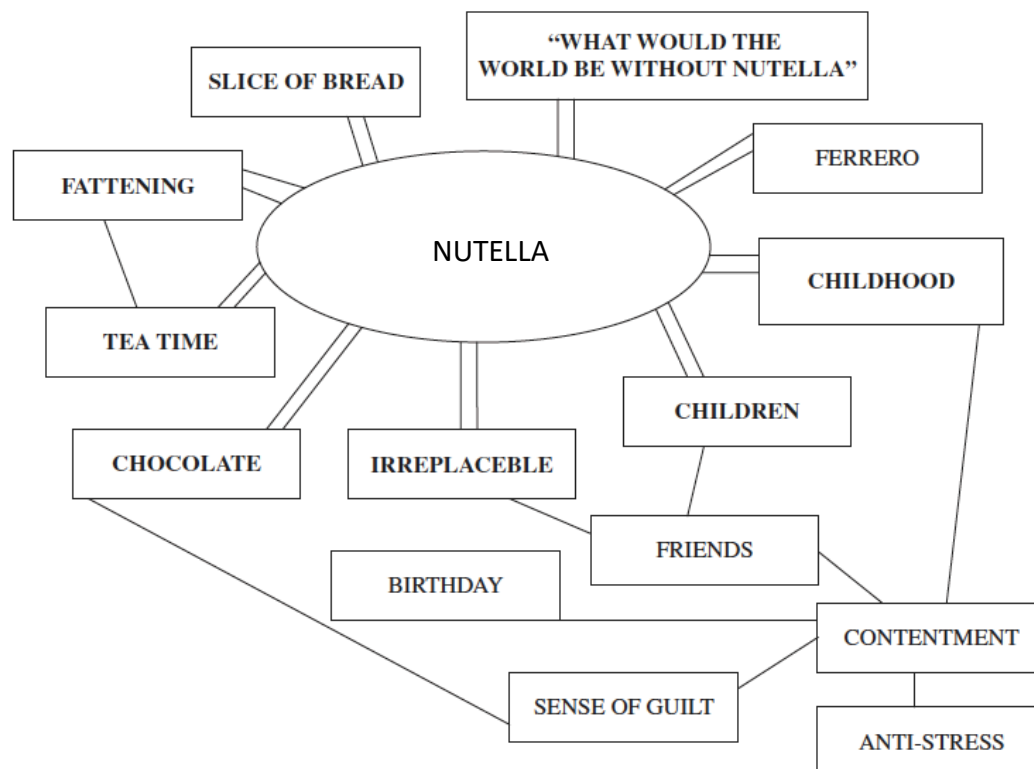 “WHAT WOULD THE
WORLD BE WITHOUT NUTELLA”
SLICE OF BREAD
FERRERO
FATTENING
NUTELLA
CHILDHOOD
TEA TIME
CHILDREN
CHOCOLATE
IRREPLACEBLE
FRIENDS
BIRTHDAY
CONTENTMENT
SENSE OF GUILT
ANTI-STRESS